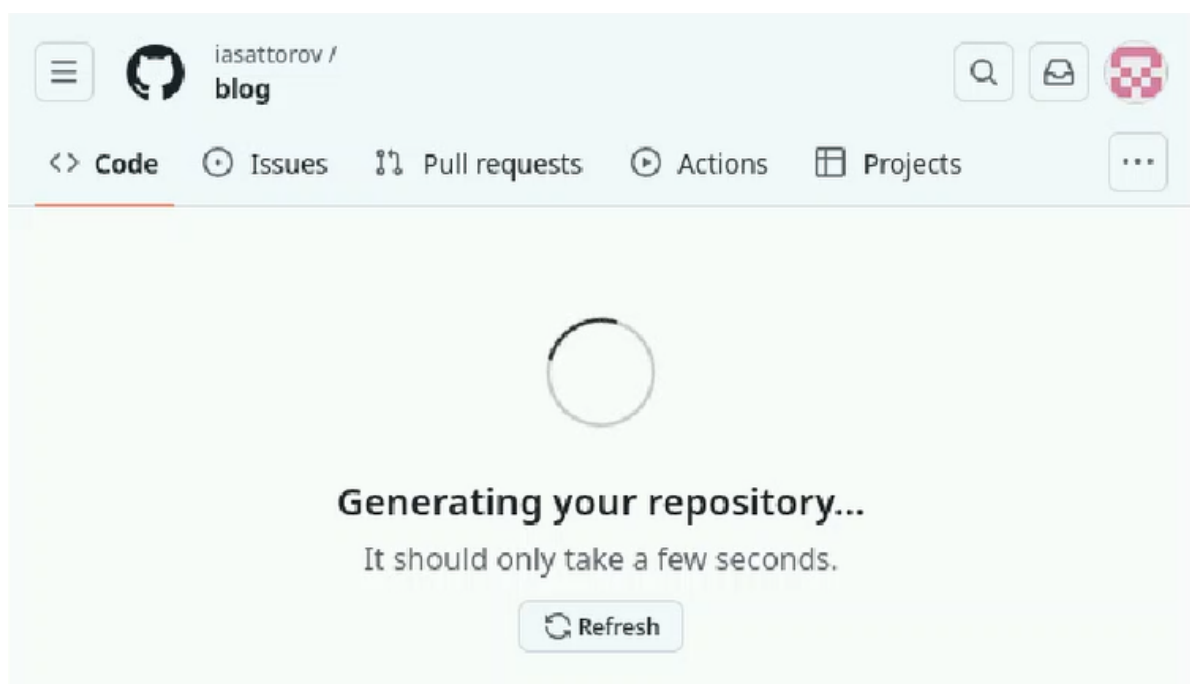 iasattorov /
blog
Code Issues Pull requests Actions Projects
Generating your repository...
It should only take a few seconds.
Refresh